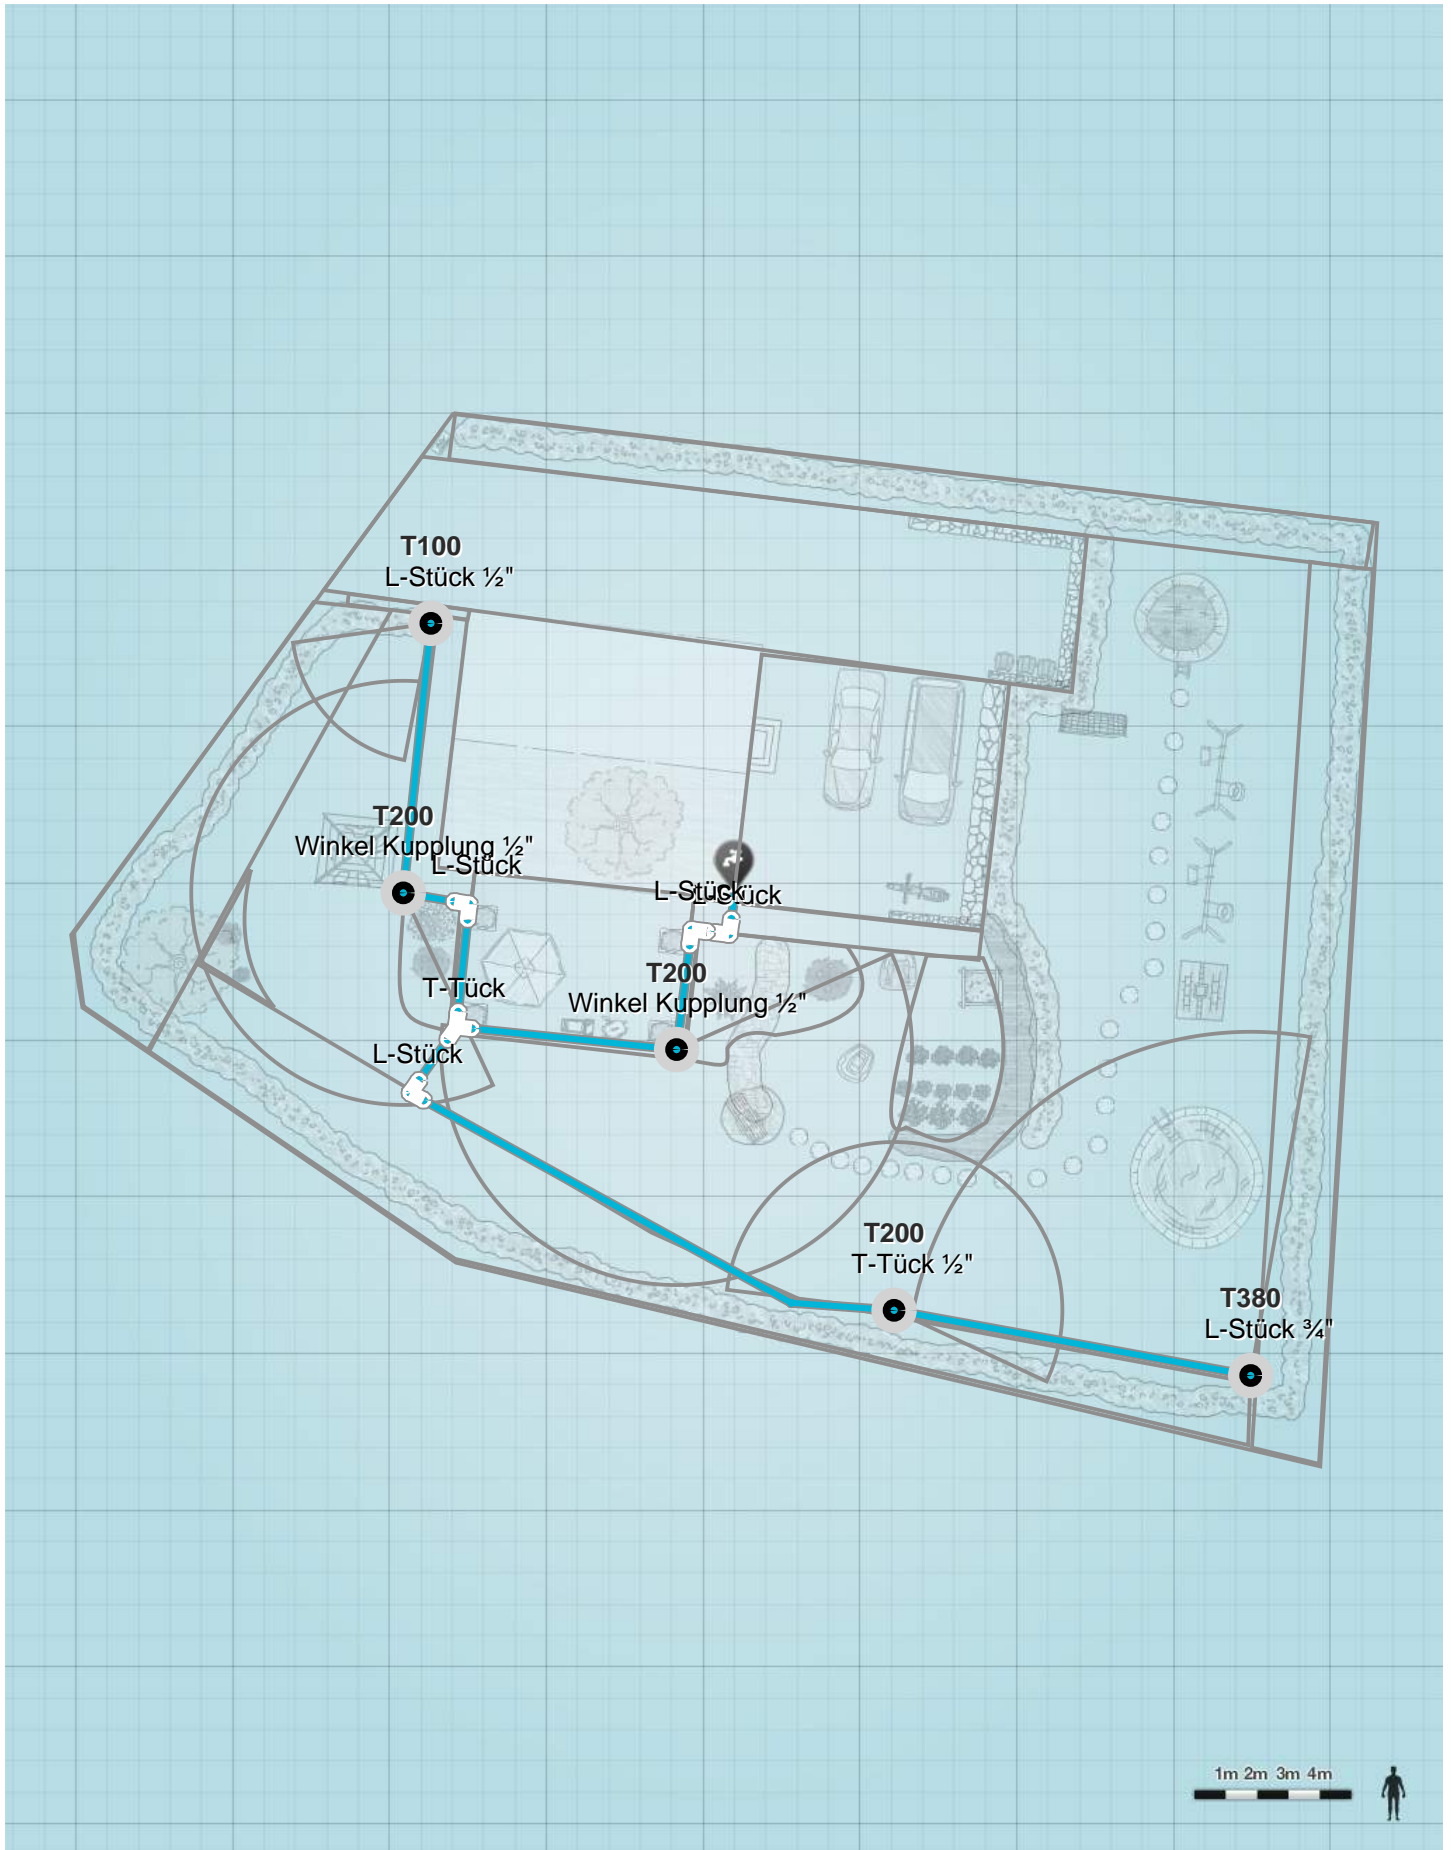 T100
L-Stück ½"
T200
Winkel Kupplung ½"
L-Stück
L-Stück
L-Stück
T200
Winkel Kupplung ½"
T-Tück
L-Stück
T200
T-Tück ½"
T380
L-Stück ¾"
1m 2m 3m 4m